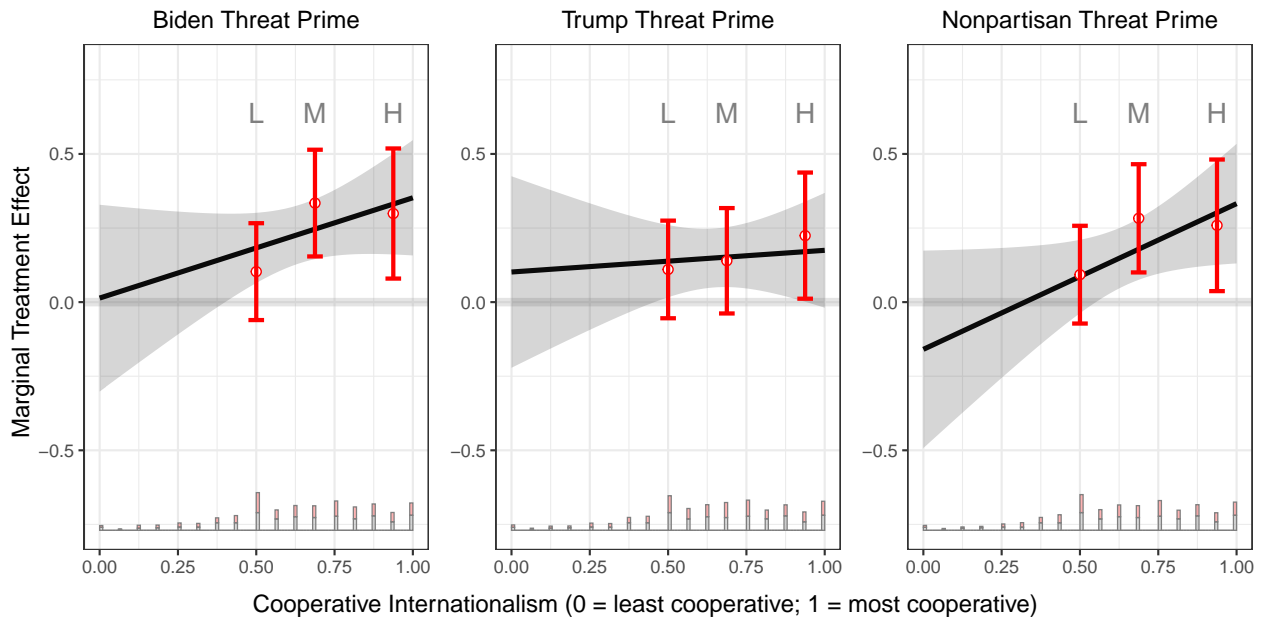 Biden Threat Prime
Trump Threat Prime
Nonpartisan Threat Prime
Marginal Treatment Effect
0.5
0.0
−0.5
L M H
0.00 0.25 0.50 0.75 1.00
0.5
0.0
−0.5
L M H
0.00 0.25 0.50 0.75 1.00
0.5
0.0
−0.5
L M H
0.00 0.25 0.50 0.75 1.00
Cooperative Internationalism (0 = least cooperative; 1 = most cooperative)